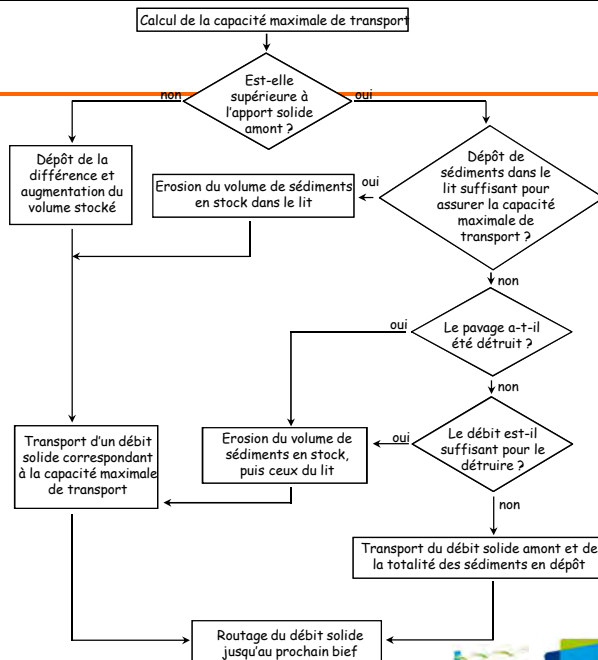 Calcul de la capacité maximale de transport
Est-elle
supérieure à
l'apport solide
amont ?
non
oui
Dépôt de la
différence et
augmentation du
volume stocké
Erosion du volume de sédiments
en stock dans le lit
oui
Dépôt de
sédiments dans le
lit suffisant pour
assurer la capacité
maximale de
transport ?
non
Le pavage a-t-il
été détruit ?
oui
non
Transport d'un débit
solide correspondant
à la capacité maximale
de transport
Erosion du volume de
sédiments en stock,
puis ceux du lit
oui
Le débit est-il
suffisant pour le
détruire ?
non
Transport du débit solide amont et de
la totalité des sédiments en dépôt
Routage du débit solide
jusqu'au prochain bief